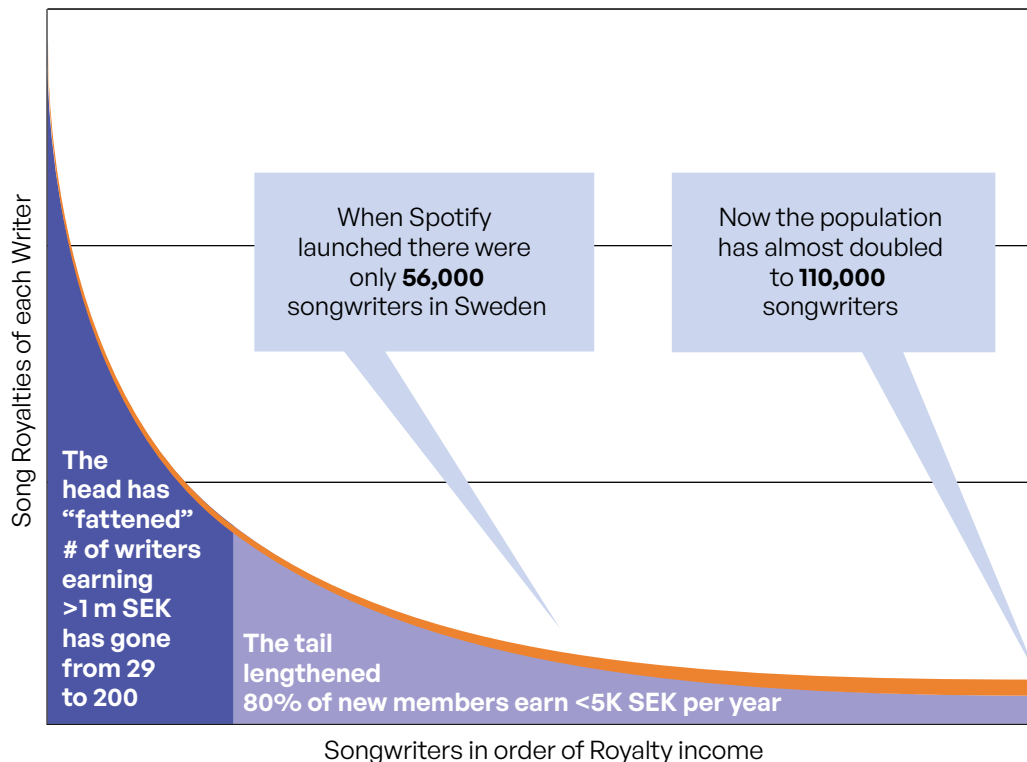 Song Royalties of each Writer
When Spotify
launched there were
only 56,000
songwriters in Sweden
Now the population
has almost doubled
to 110,000
songwriters
The
head has
“fattened”
# of writers
earning
>1 m SEK
has gone
from 29
to 200
The tail
lengthened
80% of new members earn <5K SEK per year
Songwriters in order of Royalty income